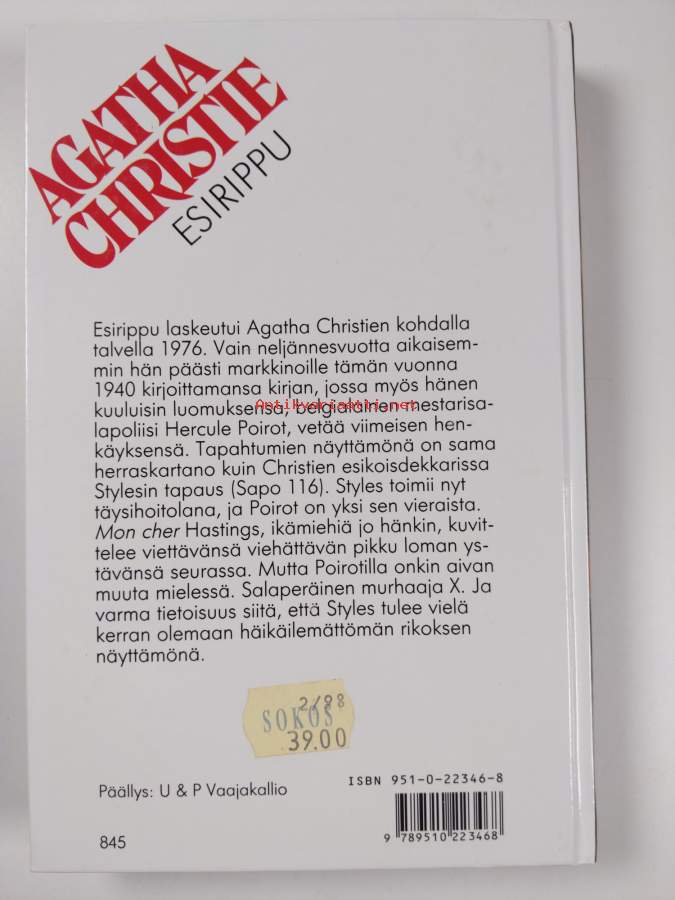 AGATHA
CHRISTIE
ESIRIPPU
Esirippu laskeutui Agatha Christien kohdalla
talvella 1976. Vain neljännesvuotta aikaisem-
min hän päästi markkinoille tämän vuonna
1940 kirjoittamansa kirjan, jossa myös hänen
kuuluisin luomuksensa, belgialainen mestarisa-
Antikvariaatti.net
lapoliisi Hercule Poirot, vetää viimeisen hen-
käyksensä. Tapahtumien näyttämönä on sama
herraskartano kuin Christien esikoisdekkarissa
Stylesin tapaus (Sapo 116). Styles toimii nyt
täysihoitolana, ja Poirot on yksi sen vieraista.
Mon cher Hastings, ikämiehiä jo hänkin, kuvit-
telee viettävänsä viehättävän pikku loman ys-
tävänsä seurassa. Mutta Poirotilla onkin aivan
muuta mielessä. Salaperäinen murhaaja X. Ja
varma tietoisuus siitä, että Styles tulee vielä
kerran olemaan häikäilemättömän rikoksen
näyttämönä.
2/98
SOKOS
39.00
Päällys: U & P Vaajakallio
ISBN 951-0-22346-8
9 789510 223468
845